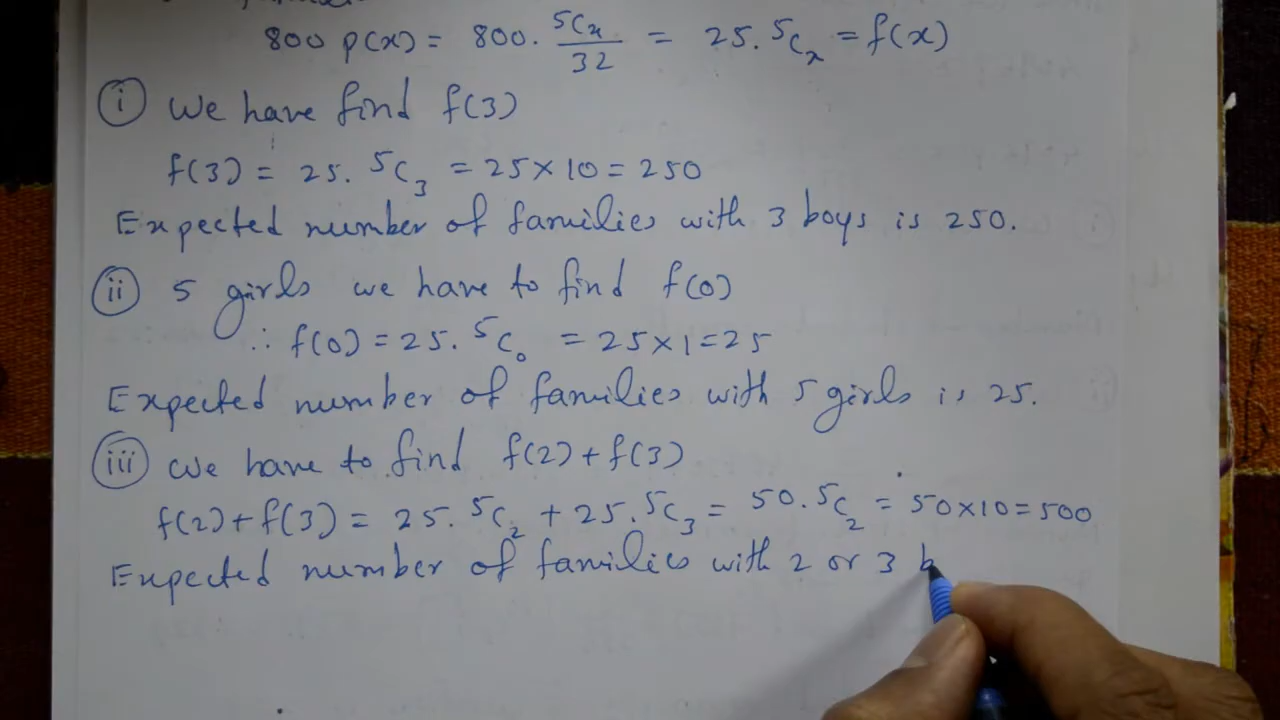 800 p(x) = 800 . ⁵Cₓ/32 = 25 . ⁵Cₓ = f(x)
(i) We have find f(3)
f(3) = 25 . ⁵C₃ = 25 × 10 = 250
Expected number of families with 3 boys is 250.
(ii) 5 girls we have to find f(0)
∴ f(0) = 25 . ⁵C₀ = 25 × 1 = 25
Expected number of families with 5 girls is 25.
(iii) we have to find f(2) + f(3)
f(2) + f(3) = 25 . ⁵C₂ + 25 . ⁵C₃ = 50 . ⁵C₂ = 50 × 10 = 500
Expected number of families with 2 or 3 b